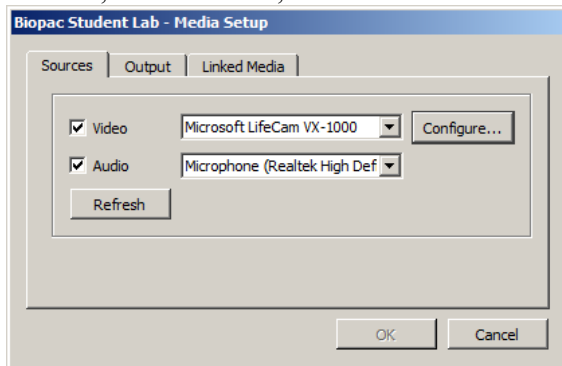 Biopac Student Lab - Media Setup
Sources Output Linked Media
Video Microsoft LifeCam VX-1000 Configure...
Audio Microphone (Realtek High Def
Refresh
OK Cancel